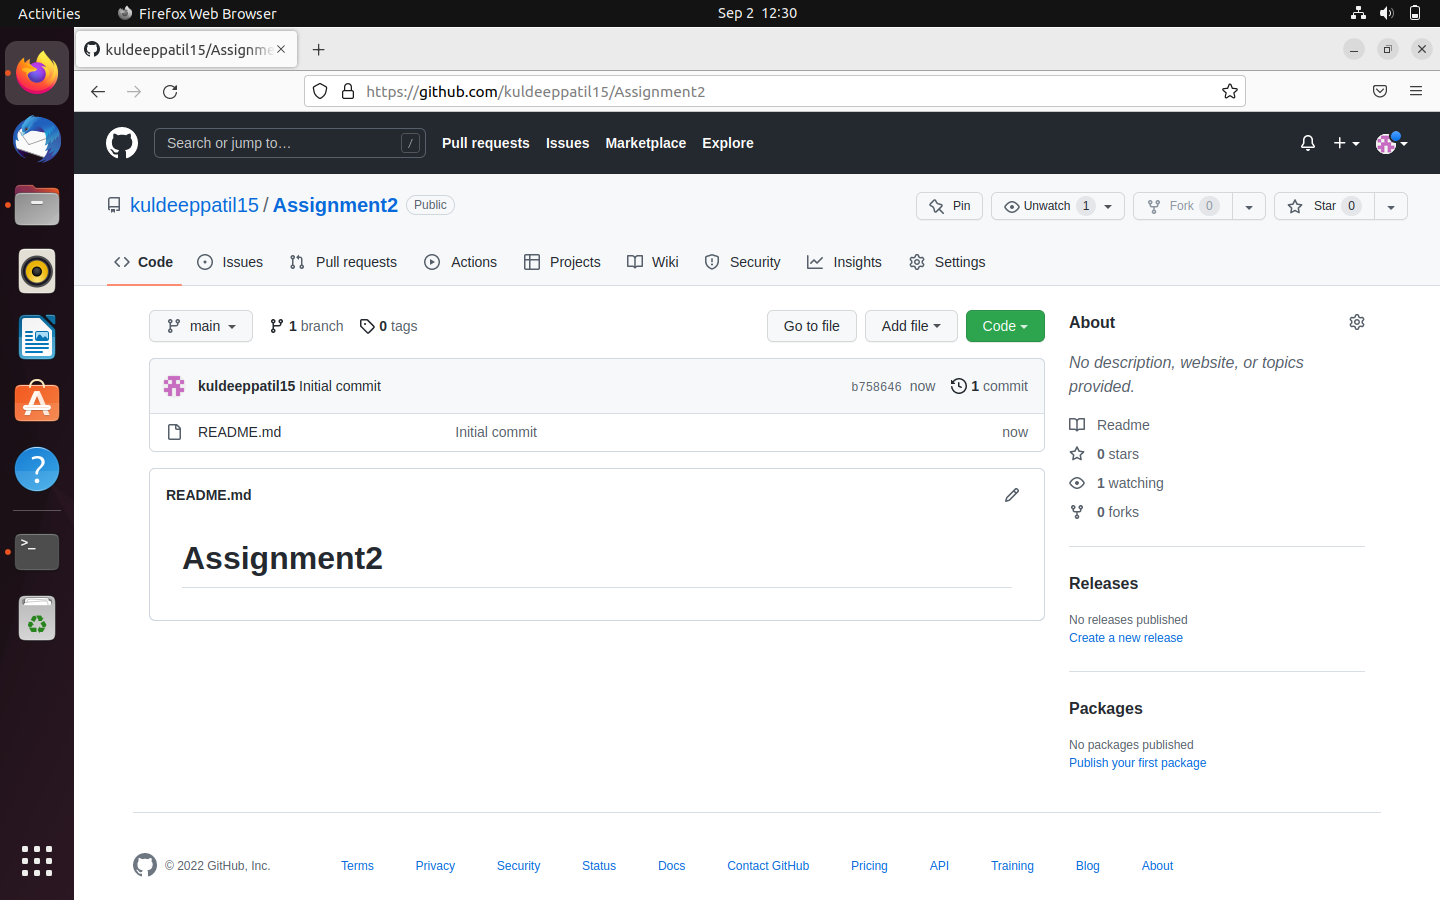 Activities Firefox Web Browser Sep 2 12:30
kuldeeppatil15/Assignme
https://github.com/kuldeeppatil15/Assignment2
Search or jump to… / Pull requests Issues Marketplace Explore
kuldeeppatil15 / Assignment2 Public Pin Unwatch 1 Fork 0 Star 0
Code Issues Pull requests Actions Projects Wiki Security Insights Settings
main 1 branch 0 tags Go to file Add file Code
kuldeeppatil15 Initial commit b758646 now 1 commit
README.md Initial commit now
README.md
Assignment2
About
No description, website, or topics
provided.
Readme
0 stars
1 watching
0 forks
Releases
No releases published
Create a new release
Packages
No packages published
Publish your first package
© 2022 GitHub, Inc. Terms Privacy Security Status Docs Contact GitHub Pricing API Training Blog About